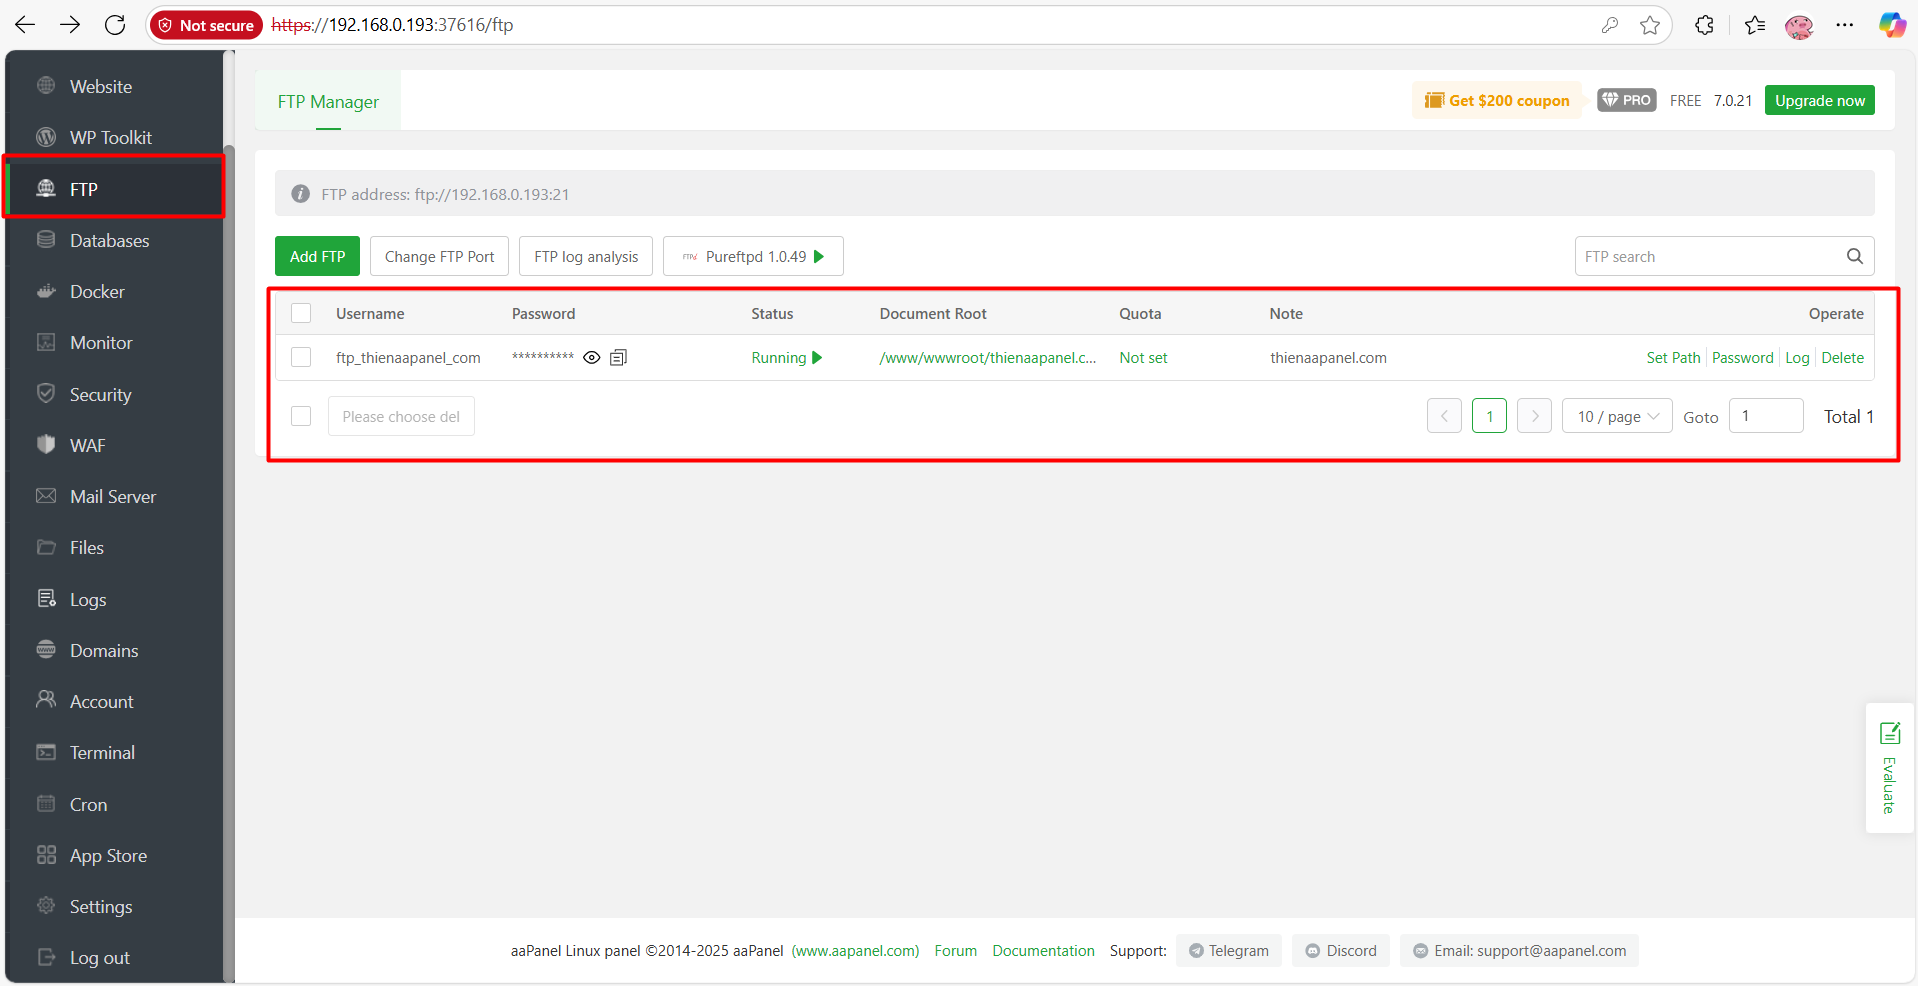 Not secure https://192.168.0.193:37616/ftp
Website
WP Toolkit
FTP
Databases
Docker
Monitor
Security
WAF
Mail Server
Files
Logs
Domains
Account
Terminal
Cron
App Store
Settings
Log out
FTP Manager
Get $200 coupon PRO FREE 7.0.21 Upgrade now
FTP address: ftp://192.168.0.193:21
Add FTP Change FTP Port FTP log analysis FTPd Pureftpd 1.0.49 FTP search
Username Password Status Document Root Quota Note Operate
ftp_thienaapanel_com ********** Running /www/wwwroot/thienaapanel.c... Not set thienaapanel.com Set Path Password Log Delete
Please choose del 1 10 / page Goto 1 Total 1
Evaluate
aaPanel Linux panel ©2014-2025 aaPanel (www.aapanel.com) Forum Documentation Support: Telegram Discord Email: support@aapanel.com